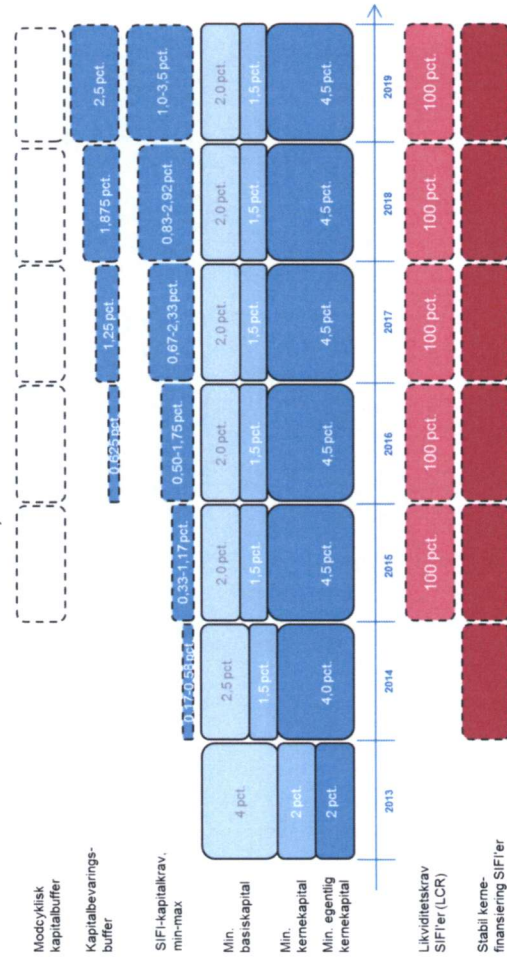 Modcyklisk
kapitalbuffer
Kapitalbevarings-
buffer
2,5 pct.
1,875 pct.
1,25 pct.
0,625 pct.
SIFI-kapitalkrav.
min-max
1,0-3,5 pct.
0,83-2,92 pct.
0,67-2,33 pct.
0,50-1,75 pct.
0,33-1,17 pct.
0,17-0,58 pct.
Min.
basiskapital
4 pct.
2,5 pct.
2,0 pct.
2,0 pct.
2,0 pct.
2,0 pct.
2,0 pct.
Min.
kernekapital
2 pct.
1,5 pct.
1,5 pct.
1,5 pct.
1,5 pct.
1,5 pct.
1,5 pct.
Min. egentlig
kernekapital
2 pct.
4,0 pct.
4,5 pct.
4,5 pct.
4,5 pct.
4,5 pct.
4,5 pct.
2013
2014
2015
2016
2017
2018
2019
Likviditetskrav
SIFI'er (LCR)
100 pct.
100 pct.
100 pct.
100 pct.
100 pct.
Stabil kerne-
finansiering SIFI'er